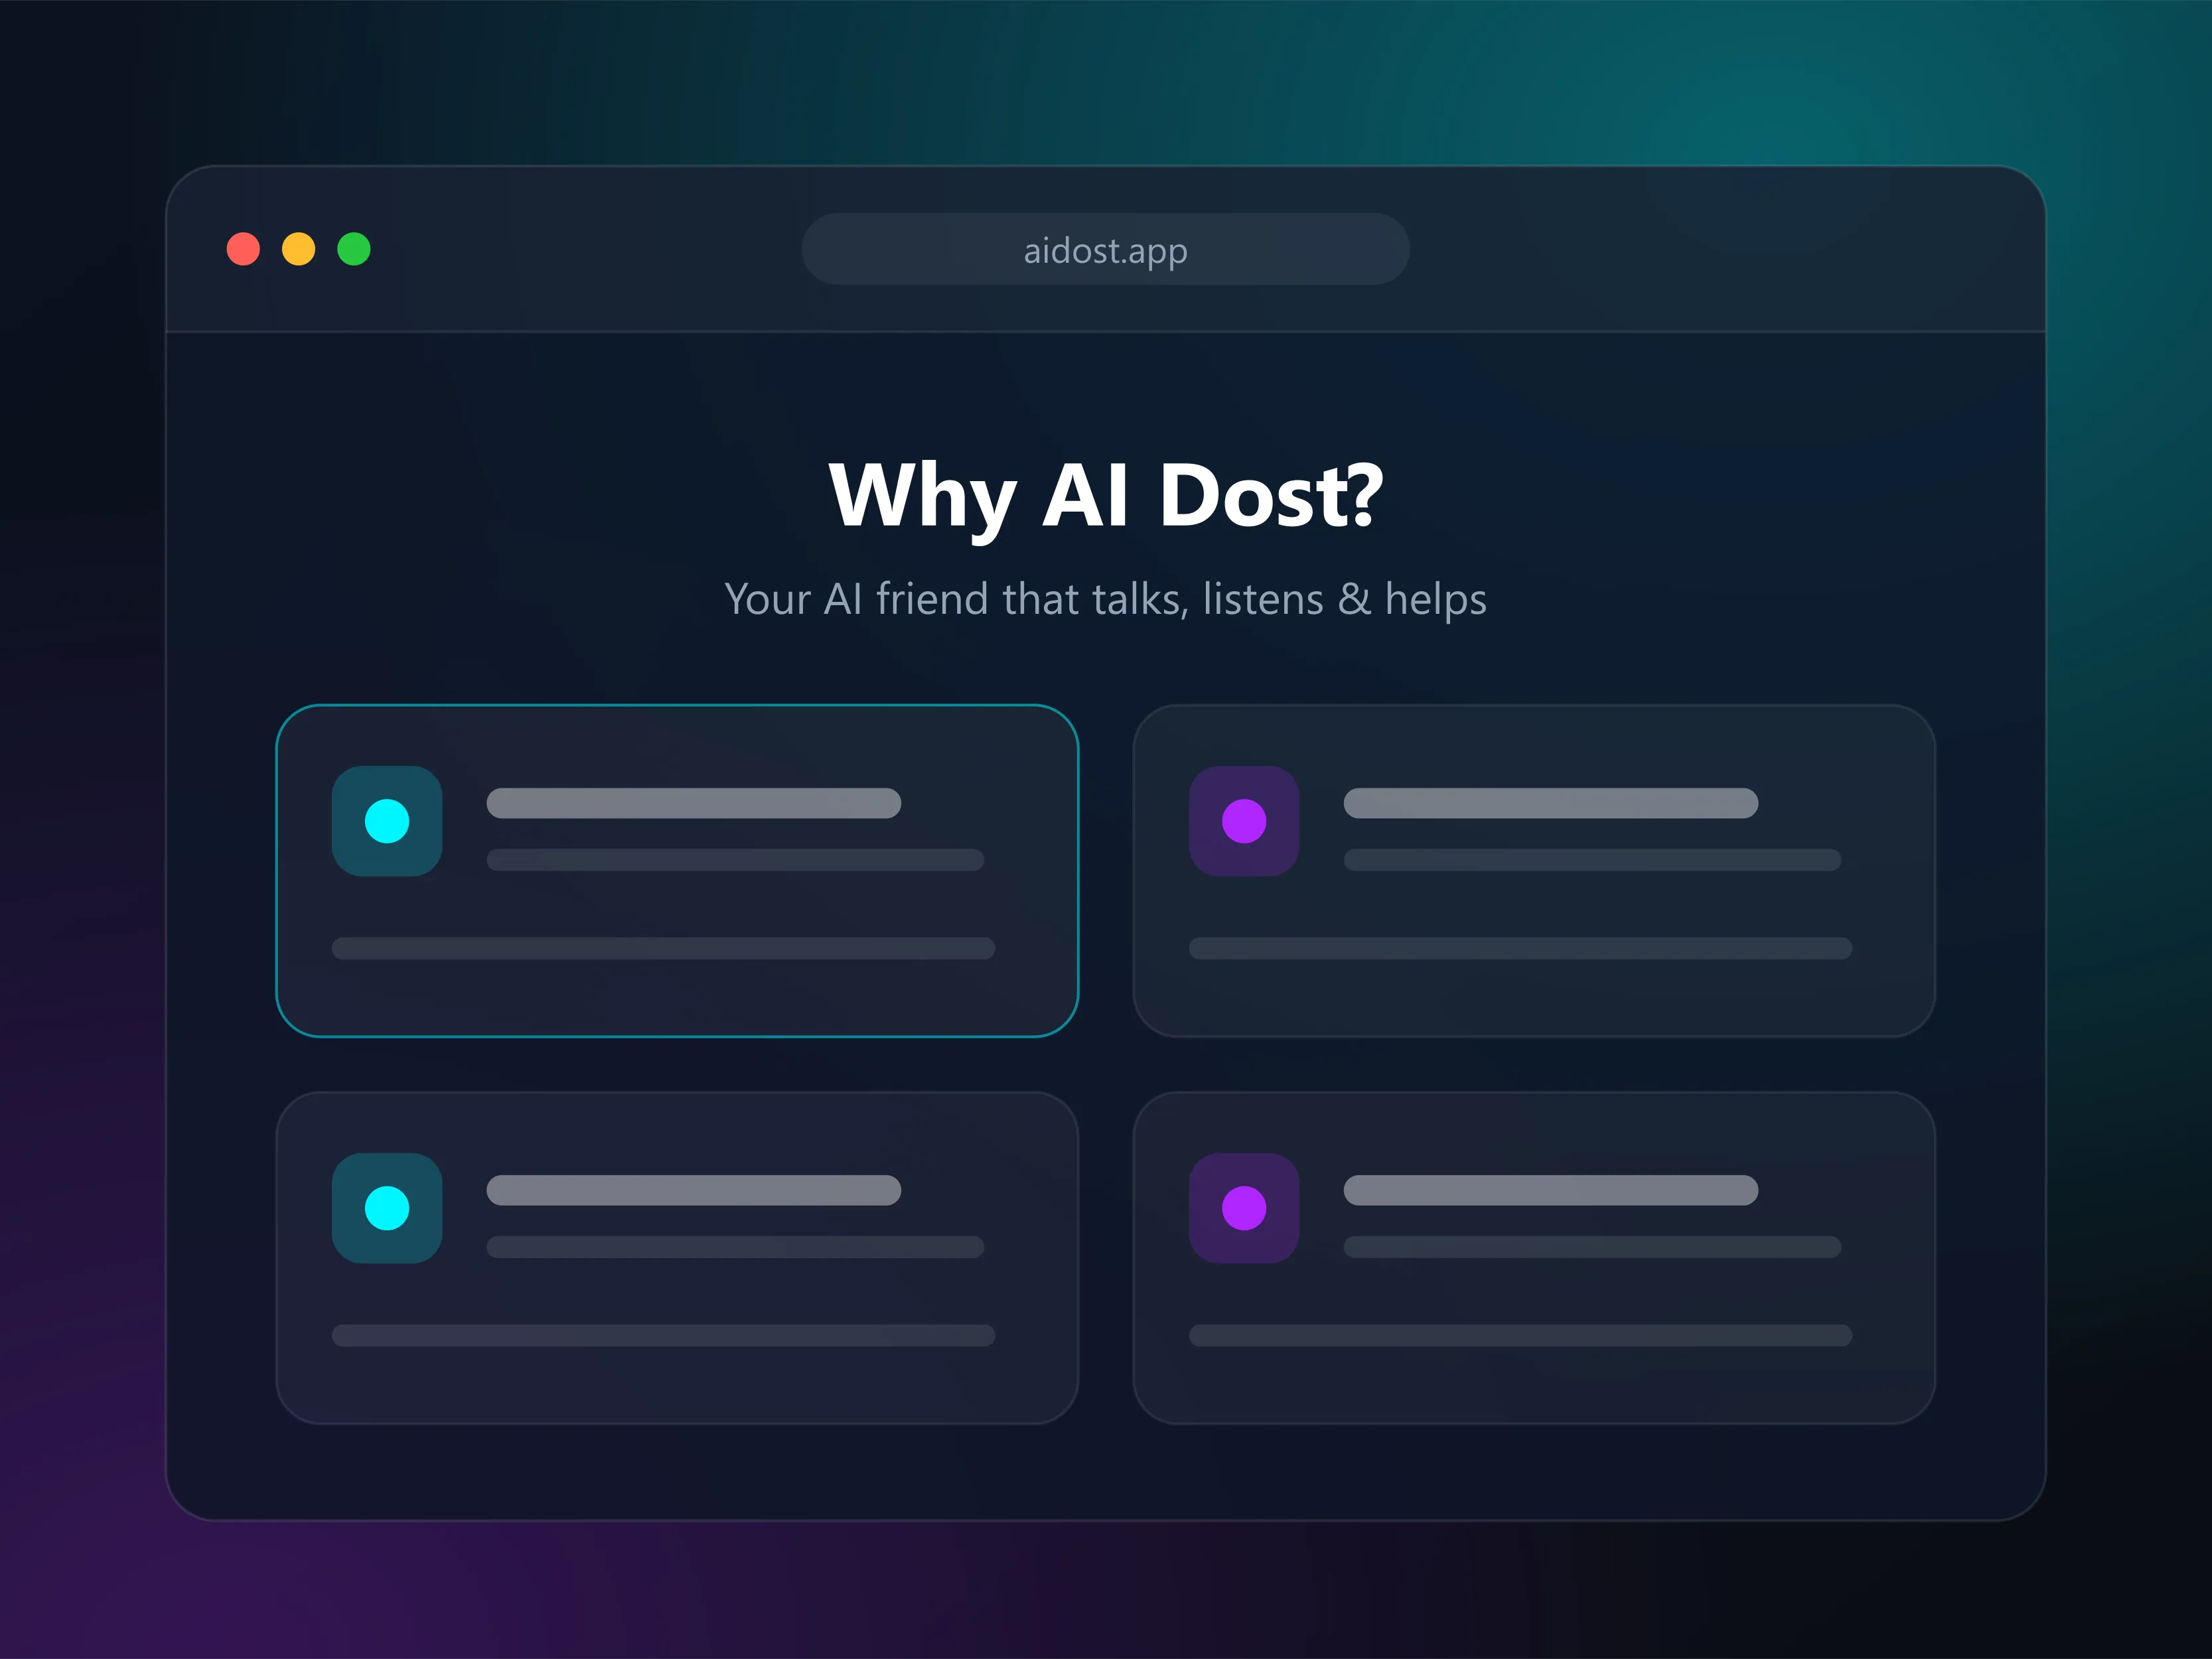 aidost.app
Why AI Dost?
Your AI friend that talks, listens & helps